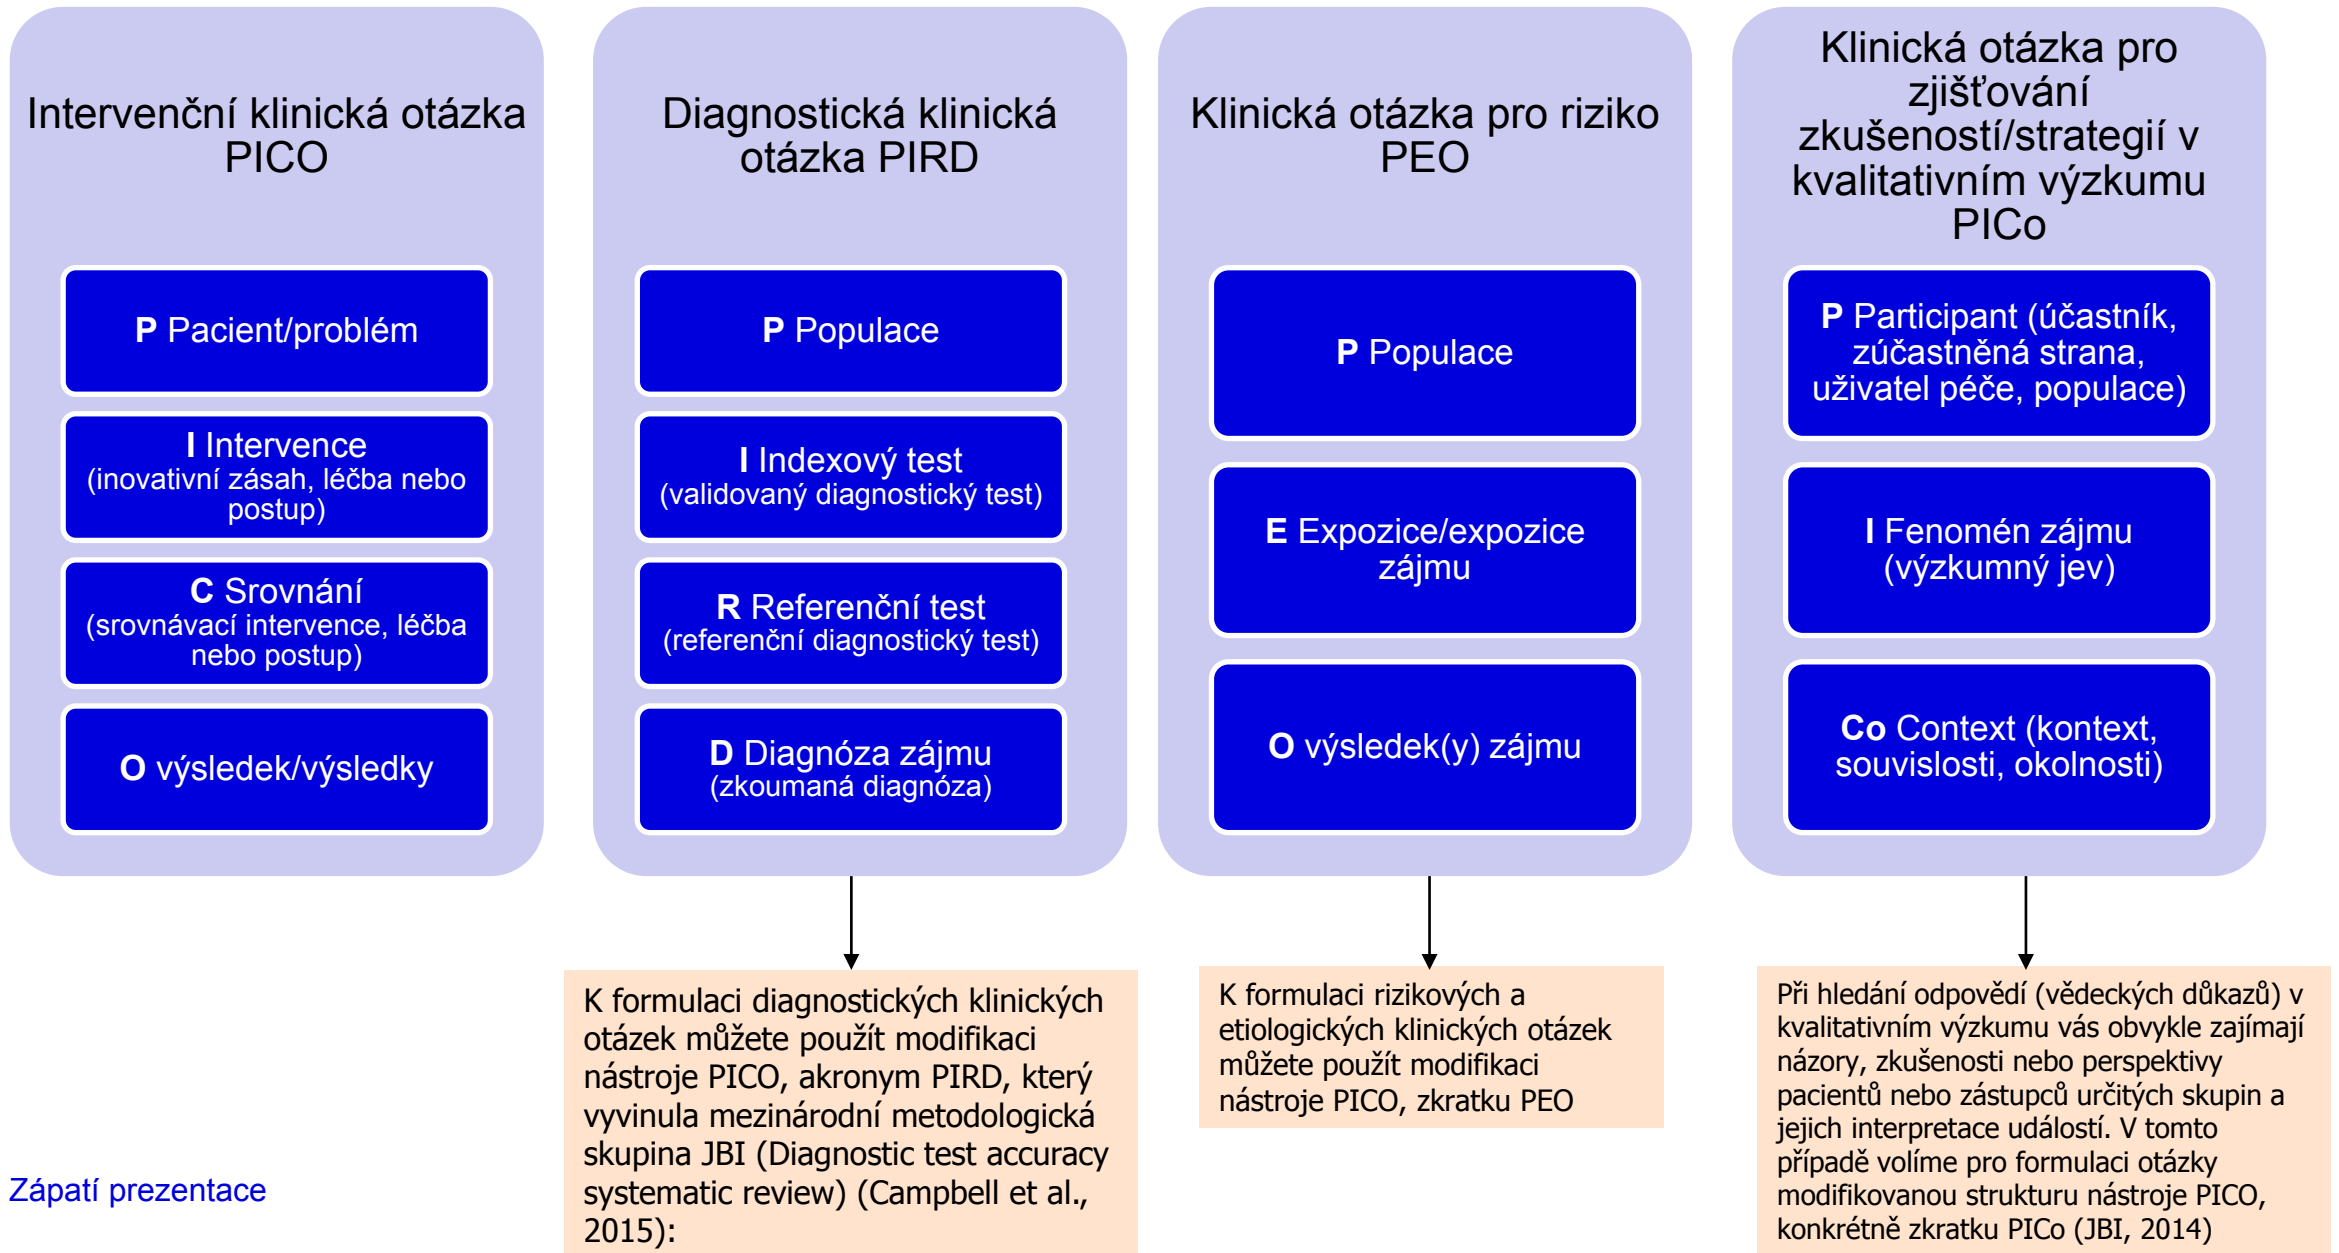 Intervenční klinická otázka
PICO
P Pacient/problém
I Intervence
(inovativní zásah, léčba nebo
postup)
C Srovnání
(srovnávací intervence, léčba
nebo postup)
O výsledek/výsledky
Diagnostická klinická
otázka PIRD
P Populace
I Indexový test
(validovaný diagnostický test)
R Referenční test
(referenční diagnostický test)
D Diagnóza zájmu
(zkoumaná diagnóza)
K formulaci diagnostických klinických
otázek můžete použít modifikaci
nástroje PICO, akronym PIRD, který
vyvinula mezinárodní metodologická
skupina JBI (Diagnostic test accuracy
systematic review) (Campbell et al.,
2015):
Klinická otázka pro riziko
PEO
P Populace
E Expozice/expozice
zájmu
O výsledek(y) zájmu
K formulaci rizikových a
etiologických klinických otázek
můžete použít modifikaci
nástroje PICO, zkratku PEO
Klinická otázka pro
zjišťování
zkušeností/strategií v
kvalitativním výzkumu
PICo
P Participant (účastník,
zúčastněná strana,
uživatel péče, populace)
I Fenomén zájmu
(výzkumný jev)
Co Context (kontext,
souvislosti, okolnosti)
Při hledání odpovědí (vědeckých důkazů) v
kvalitativním výzkumu vás obvykle zajímají
názory, zkušenosti nebo perspektivy
pacientů nebo zástupců určitých skupin a
jejich interpretace událostí. V tomto
případě volíme pro formulaci otázky
modifikovanou strukturu nástroje PICO,
konkrétně zkratku PICo (JBI, 2014)
Zápatí prezentace